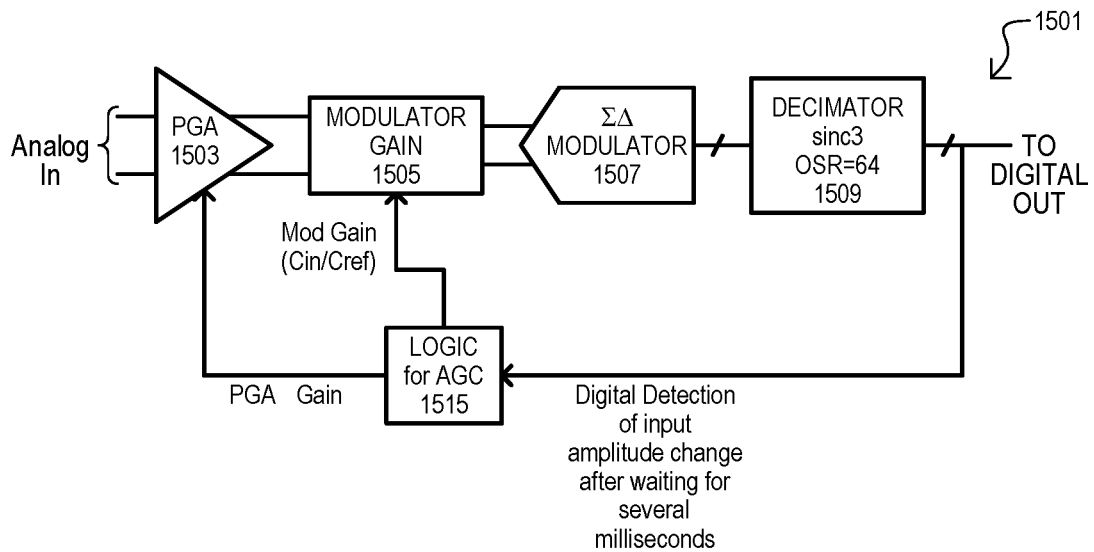 1501
Analog
In
PGA
1503
MODULATOR
GAIN
1505
ΣΔ
MODULATOR
1507
DECIMATOR
sinc3
OSR=64
1509
TO
DIGITAL
OUT
Mod Gain
(Cin/Cref)
LOGIC
for AGC
1515
PGA Gain
Digital Detection
of input
amplitude change
after waiting for
several
milliseconds